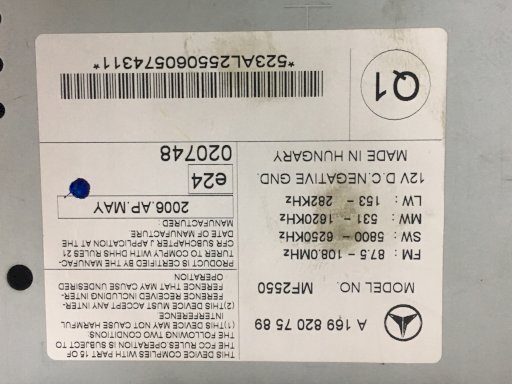 A 169 820 75 89
MODEL NO. MF2550
FM : 87.5 - 108.0MHz
SW : 5800 - 6250KHz
MW : 531 - 1620KHz
LW : 153 - 282KHz
12V D.C.NEGATIVE GND.
MADE IN HUNGARY
THIS DEVICE COMPLIES WITH PART 15 OF
THE FCC RULES OPERATION IS SUBJECT TO
THE FOLLOWING TWO CONDITIONS:
(1)THIS DEVICE MAY NOT CAUSE HARMFUL
INTERFERENCE
(2)THIS DEVICE MUST ACCEPT ANY INTER-
FERENCE RECEIVED INCLUDING INTER-
FERENCE THAT MAY CAUSE UNDESIRED
OPERATION
PRODUCT IS CERTIFIED BY THE MANUFAC-
TURER TO COMPLY WITH DHHS RULES 21
CFR SUBCHAPTER J APPLICATION AT THE
DATE OF MANUFACTURE
MANUFACTURED:
2006.AP.MAY
e24
020748
Q1
*523AL255060574311*